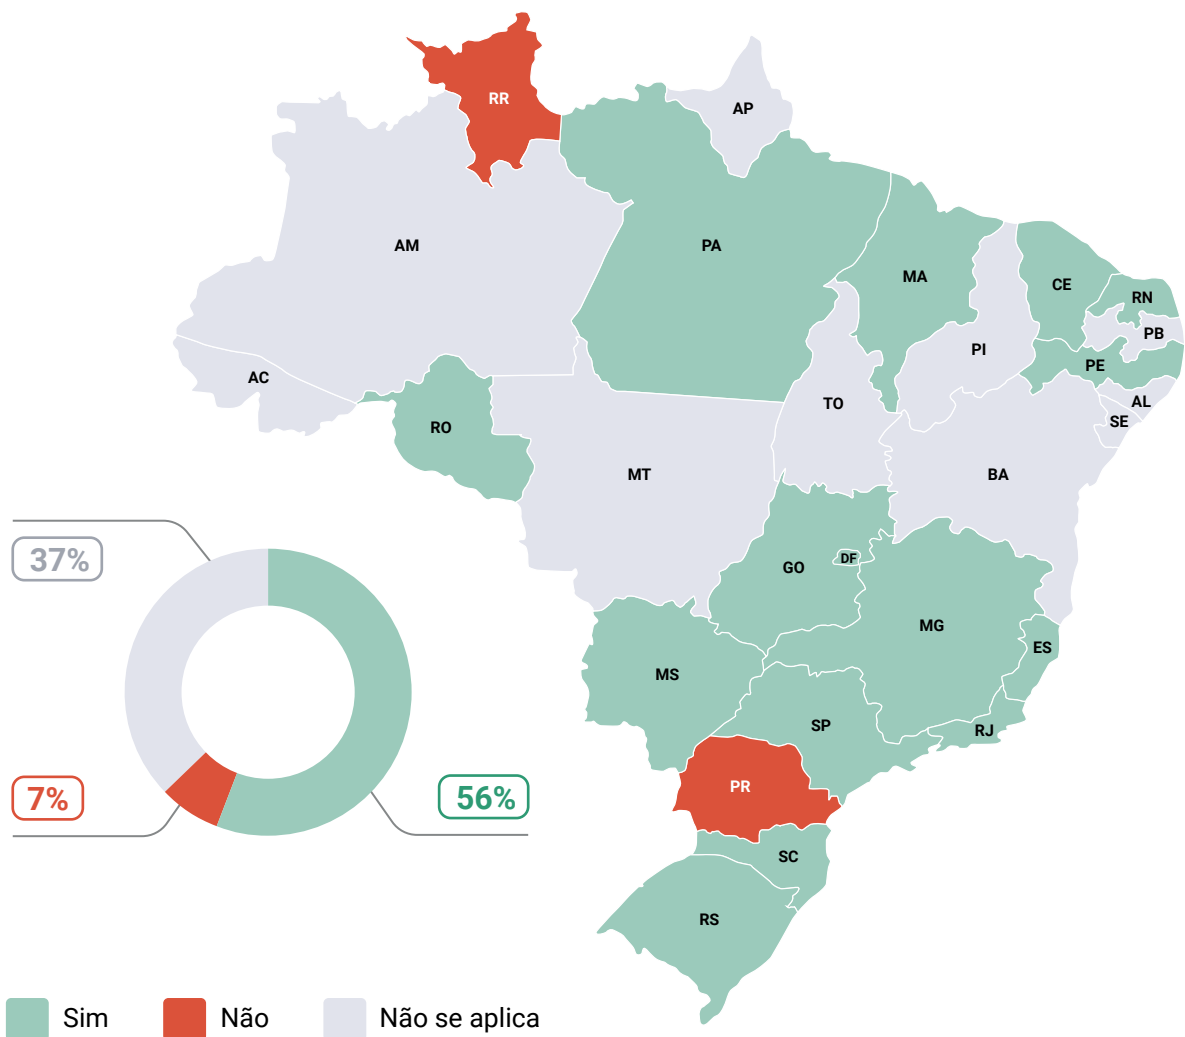 RR
AP
AM
PA
MA
CE
RN
PB
PI
PE
AC
AL
TO
SE
RO
MT
BA
DF
GO
37%
MG
ES
MS
SP
RJ
PR
7%
56%
SC
RS
Sim
Não
Não se aplica